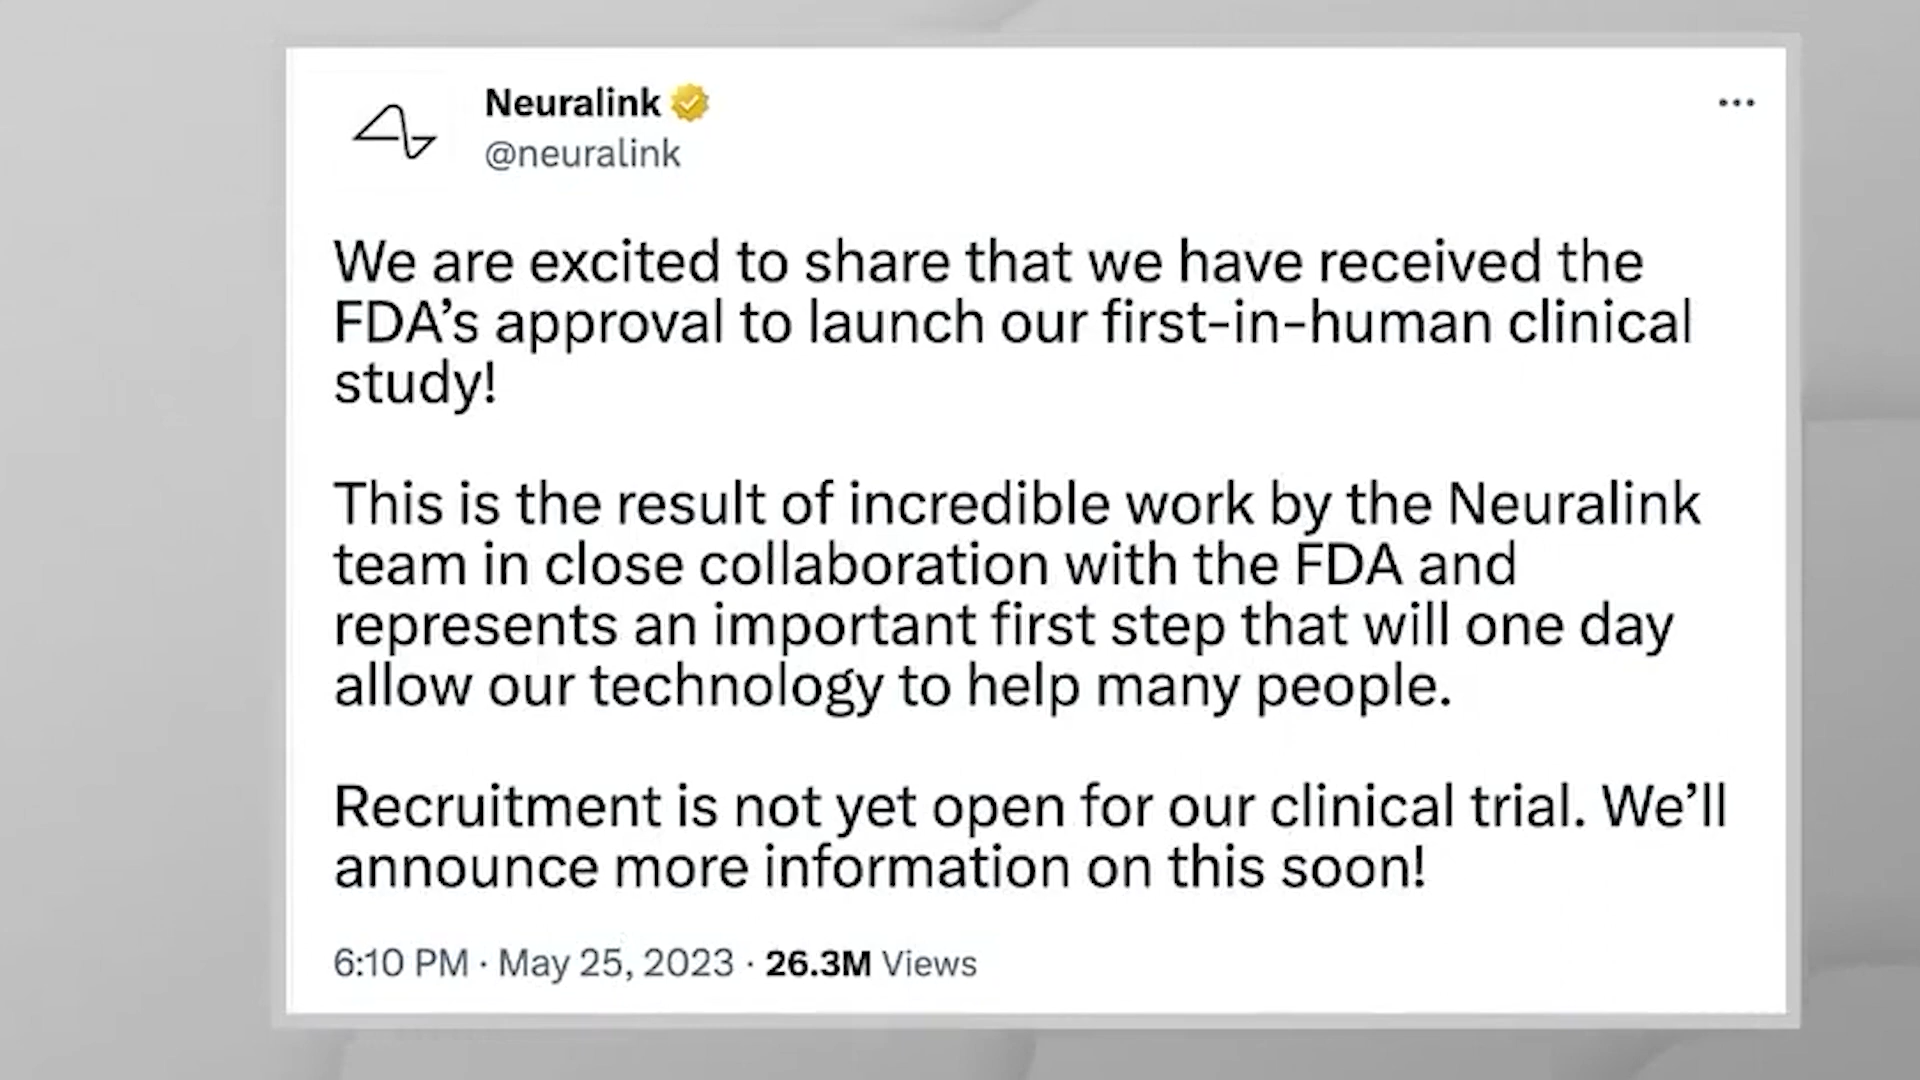 Neuralink
@neuralink
We are excited to share that we have received the
FDA’s approval to launch our first-in-human clinical
study!
This is the result of incredible work by the Neuralink
team in close collaboration with the FDA and
represents an important first step that will one day
allow our technology to help many people.
Recruitment is not yet open for our clinical trial. We’ll
announce more information on this soon!
6:10 PM · May 25, 2023 · 26.3M Views